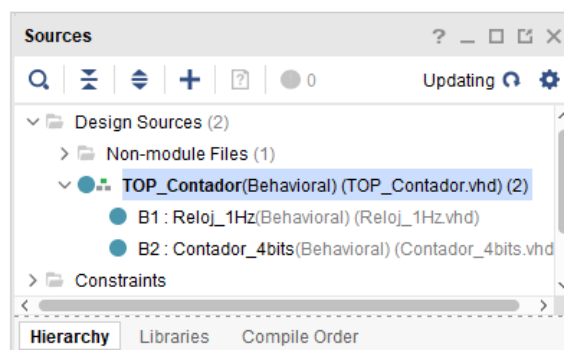 Sources
0 Updating
Design Sources (2)
Non-module Files (1)
TOP_Contador(Behavioral) (TOP_Contador.vhd) (2)
B1 : Reloj_1Hz(Behavioral) (Reloj_1Hz.vhd)
B2 : Contador_4bits(Behavioral) (Contador_4bits.vhd
Constraints
Hierarchy Libraries Compile Order